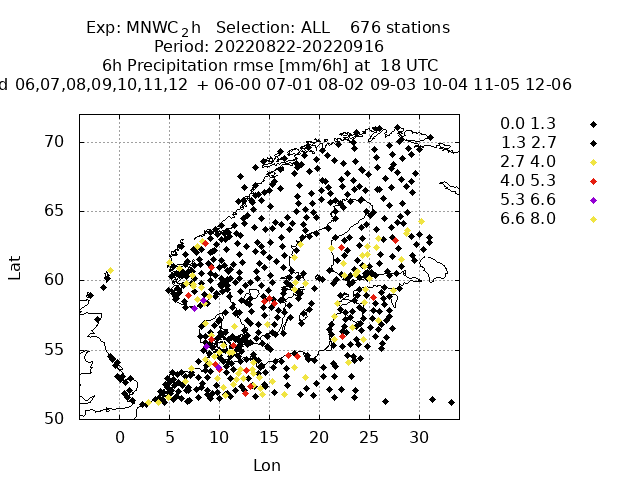 Exp: MNWC_2h Selection: ALL 676 stations
Period: 20220822-20220916
6h Precipitation rmse [mm/6h] at 18 UTC
06,07,08,09,10,11,12 + 06-00 07-01 08-02 09-03 10-04 11-05 12-06
0.0 1.3
1.3 2.7
2.7 4.0
4.0 5.3
5.3 6.6
6.6 8.0
70
65
60
55
50
Lat
0 5 10 15 20 25 30
Lon